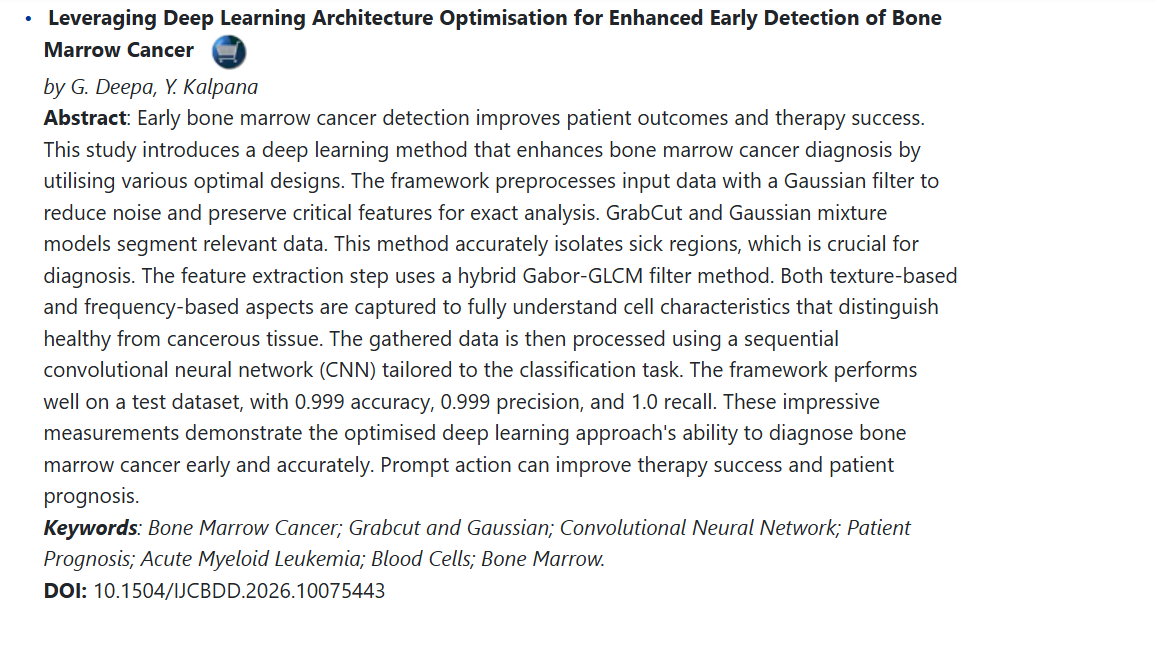 • Leveraging Deep Learning Architecture Optimisation for Enhanced Early Detection of Bone
Marrow Cancer
by G. Deepa, Y. Kalpana
Abstract: Early bone marrow cancer detection improves patient outcomes and therapy success.
This study introduces a deep learning method that enhances bone marrow cancer diagnosis by
utilising various optimal designs. The framework preprocesses input data with a Gaussian filter to
reduce noise and preserve critical features for exact analysis. GrabCut and Gaussian mixture
models segment relevant data. This method accurately isolates sick regions, which is crucial for
diagnosis. The feature extraction step uses a hybrid Gabor-GLCM filter method. Both texture-based
and frequency-based aspects are captured to fully understand cell characteristics that distinguish
healthy from cancerous tissue. The gathered data is then processed using a sequential
convolutional neural network (CNN) tailored to the classification task. The framework performs
well on a test dataset, with 0.999 accuracy, 0.999 precision, and 1.0 recall. These impressive
measurements demonstrate the optimised deep learning approach's ability to diagnose bone
marrow cancer early and accurately. Prompt action can improve therapy success and patient
prognosis.
Keywords: Bone Marrow Cancer; Grabcut and Gaussian; Convolutional Neural Network; Patient
Prognosis; Acute Myeloid Leukemia; Blood Cells; Bone Marrow.
DOI: 10.1504/IJCBDD.2026.10075443